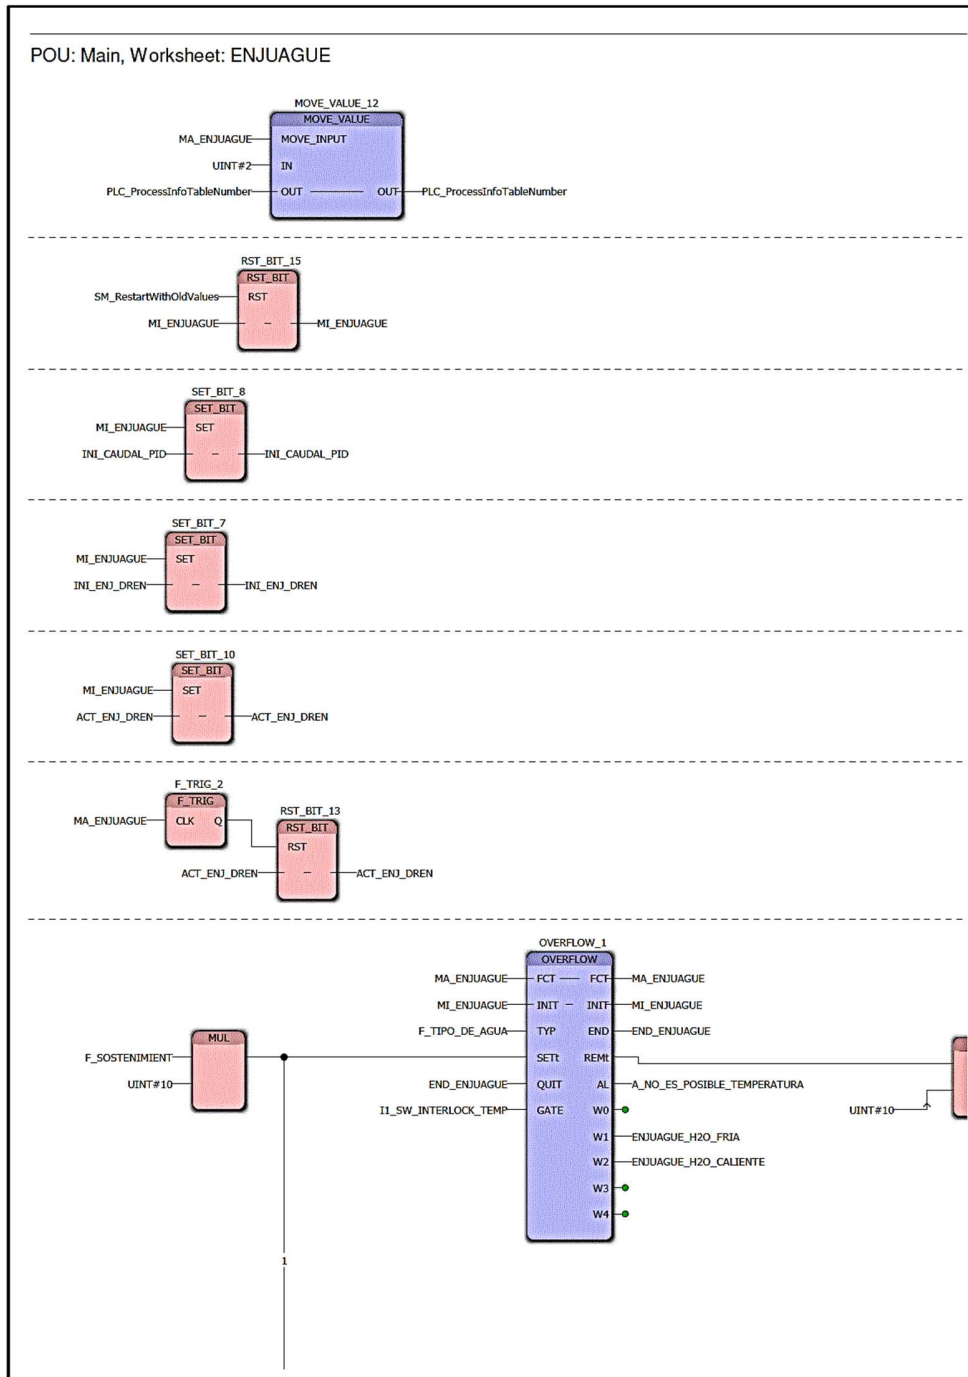 POU: Main, Worksheet: ENJUAGUE
MOVE_VALUE_12
MOVE_VALUE
MA_ENJUAGUE MOVE_INPUT
UINT#2 IN
PLC_ProcessInfoTableNumber OUT OUT PLC_ProcessInfoTableNumber
RST_BIT_15
RST_BIT
SM_RestartWithOldValues RST
MI_ENJUAGUE MI_ENJUAGUE
SET_BIT_8
SET_BIT
MI_ENJUAGUE SET
INI_CAUDAL_PID INI_CAUDAL_PID
SET_BIT_7
SET_BIT
MI_ENJUAGUE SET
INI_ENJ_DREN INI_ENJ_DREN
SET_BIT_10
SET_BIT
MI_ENJUAGUE SET
ACT_ENJ_DREN ACT_ENJ_DREN
F_TRIG_2
F_TRIG
MA_ENJUAGUE CLK Q
RST_BIT_13
RST_BIT
RST
ACT_ENJ_DREN ACT_ENJ_DREN
OVERFLOW_1
OVERFLOW
MA_ENJUAGUE FCT FCT MA_ENJUAGUE
MI_ENJUAGUE INIT INIT MI_ENJUAGUE
F_TIPO_DE_AGUA TYP END END_ENJUAGUE
MUL
F_SOSTENIMIENT SETt REMt
UINT#10 END_ENJUAGUE QUIT AL A_NO_ES_POSIBLE_TEMPERATURA
I1_SW_INTERLOCK_TEMP GATE W0 UINT#10
W1 ENJUAGUE_H2O_FRIA
W2 ENJUAGUE_H2O_CALIENTE
W3
W4
1